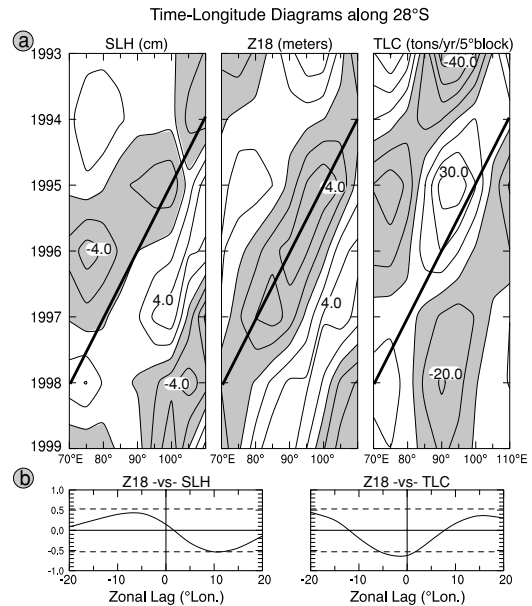 Time-Longitude Diagrams along 28°S
a
SLH (cm)
Z18 (meters)
TLC (tons/yr/5°block)
1993
1994
1995
1996
1997
1998
1999
-4.0
4.0
-4.0
-4.0
4.0
-40.0
30.0
-20.0
70°E 80° 90° 100°
70°E 80° 90° 100°
70°E 80° 90° 100° 110°E
b
Z18 -vs- SLH
Z18 -vs- TLC
1.0
0.5
0.0
-0.5
-1.0
-20 -10 0 10 20
-20 -10 0 10 20
Zonal Lag (°Lon.)
Zonal Lag (°Lon.)